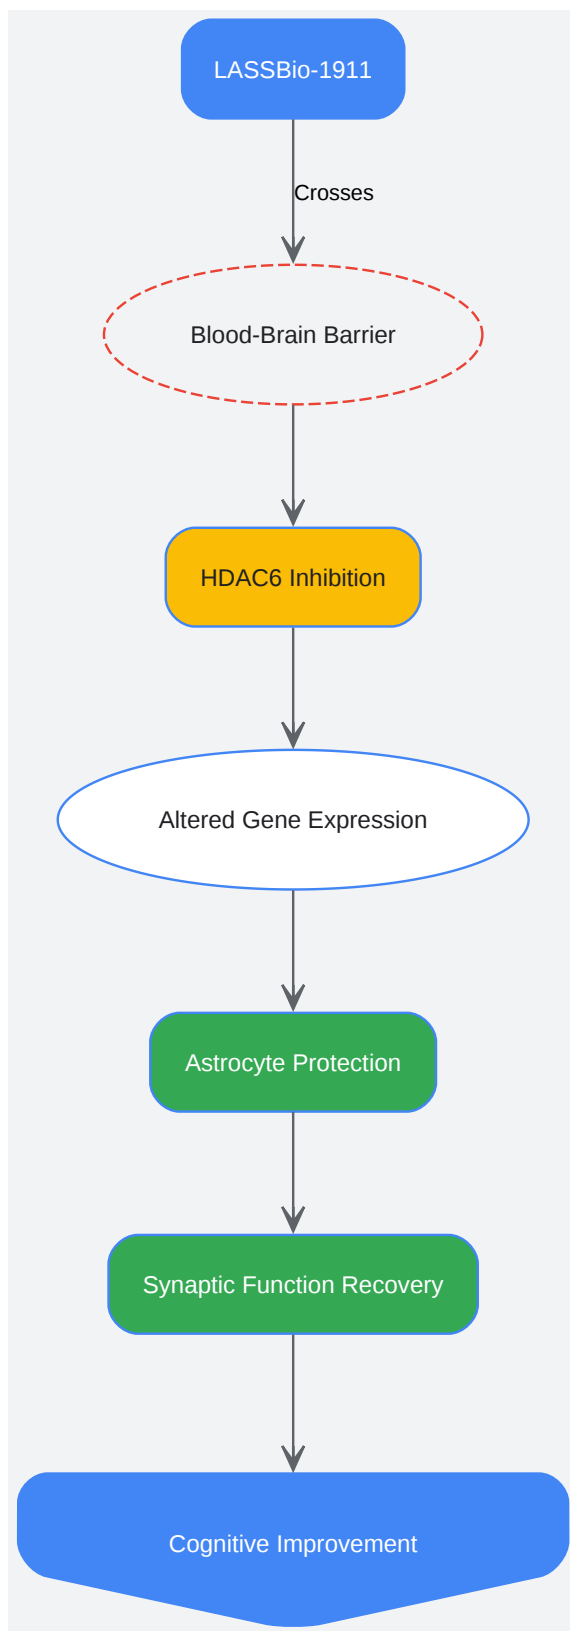 LASSBio-1911
Crosses
Blood-Brain Barrier
HDAC6 Inhibition
Altered Gene Expression
Astrocyte Protection
Synaptic Function Recovery
Cognitive Improvement